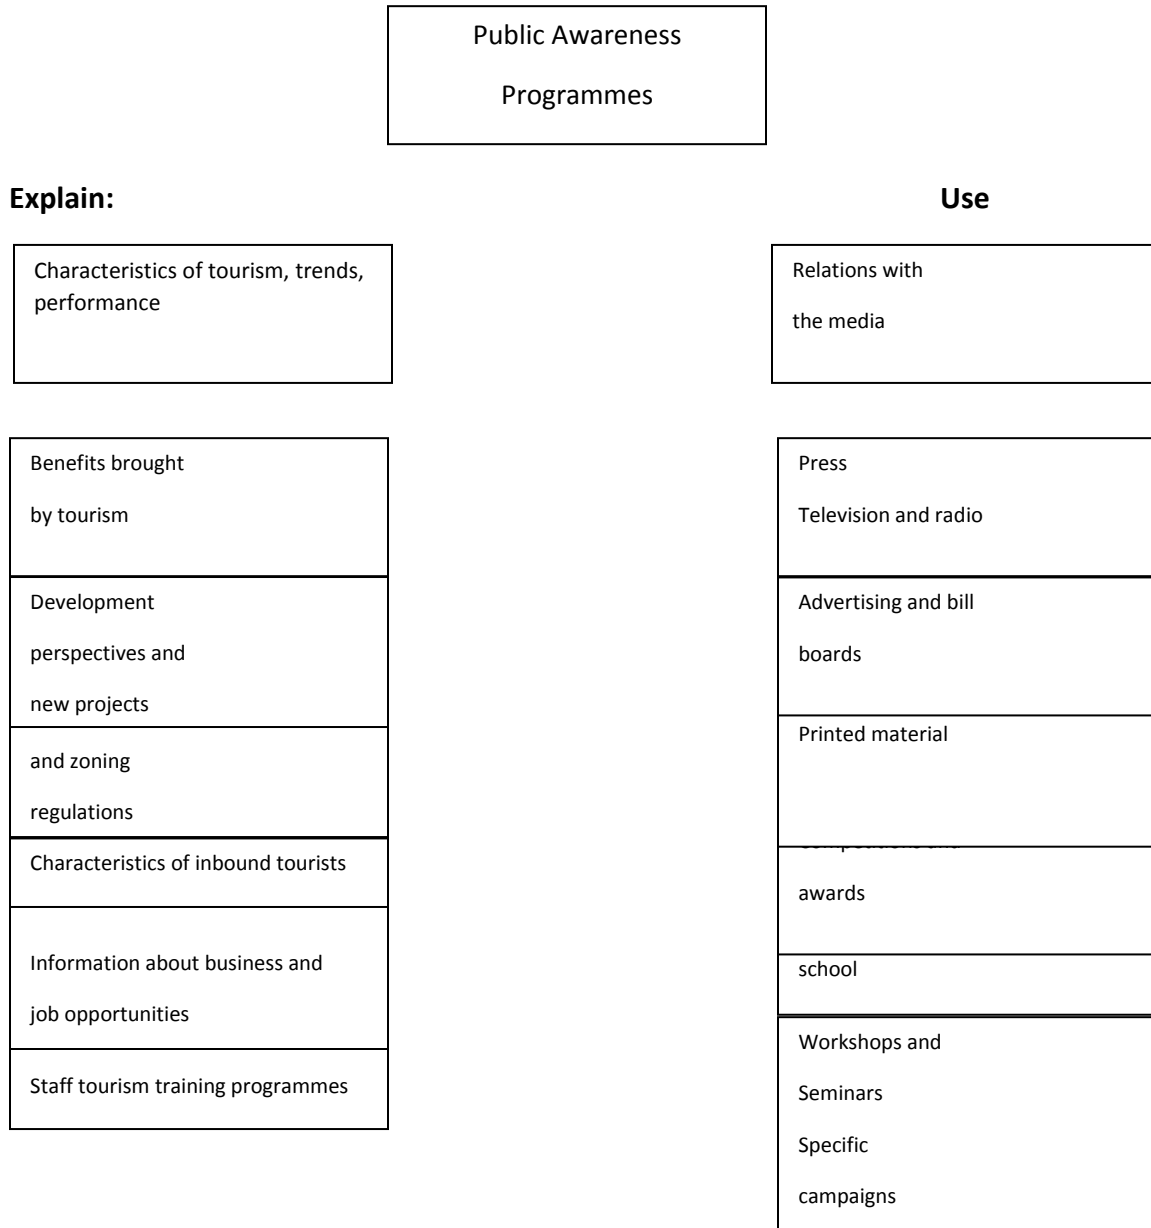 Public Awareness
Programmes
Explain:
Characteristics of tourism, trends,
performance
Benefits brought
by tourism
Development
perspectives and
new projects
and zoning
regulations
Characteristics of inbound tourists
Information about business and
job opportunities
Staff tourism training programmes
Use
Relations with
the media
Press
Television and radio
Advertising and bill
boards
Printed material
awards
school
Workshops and
Seminars
Specific
campaigns